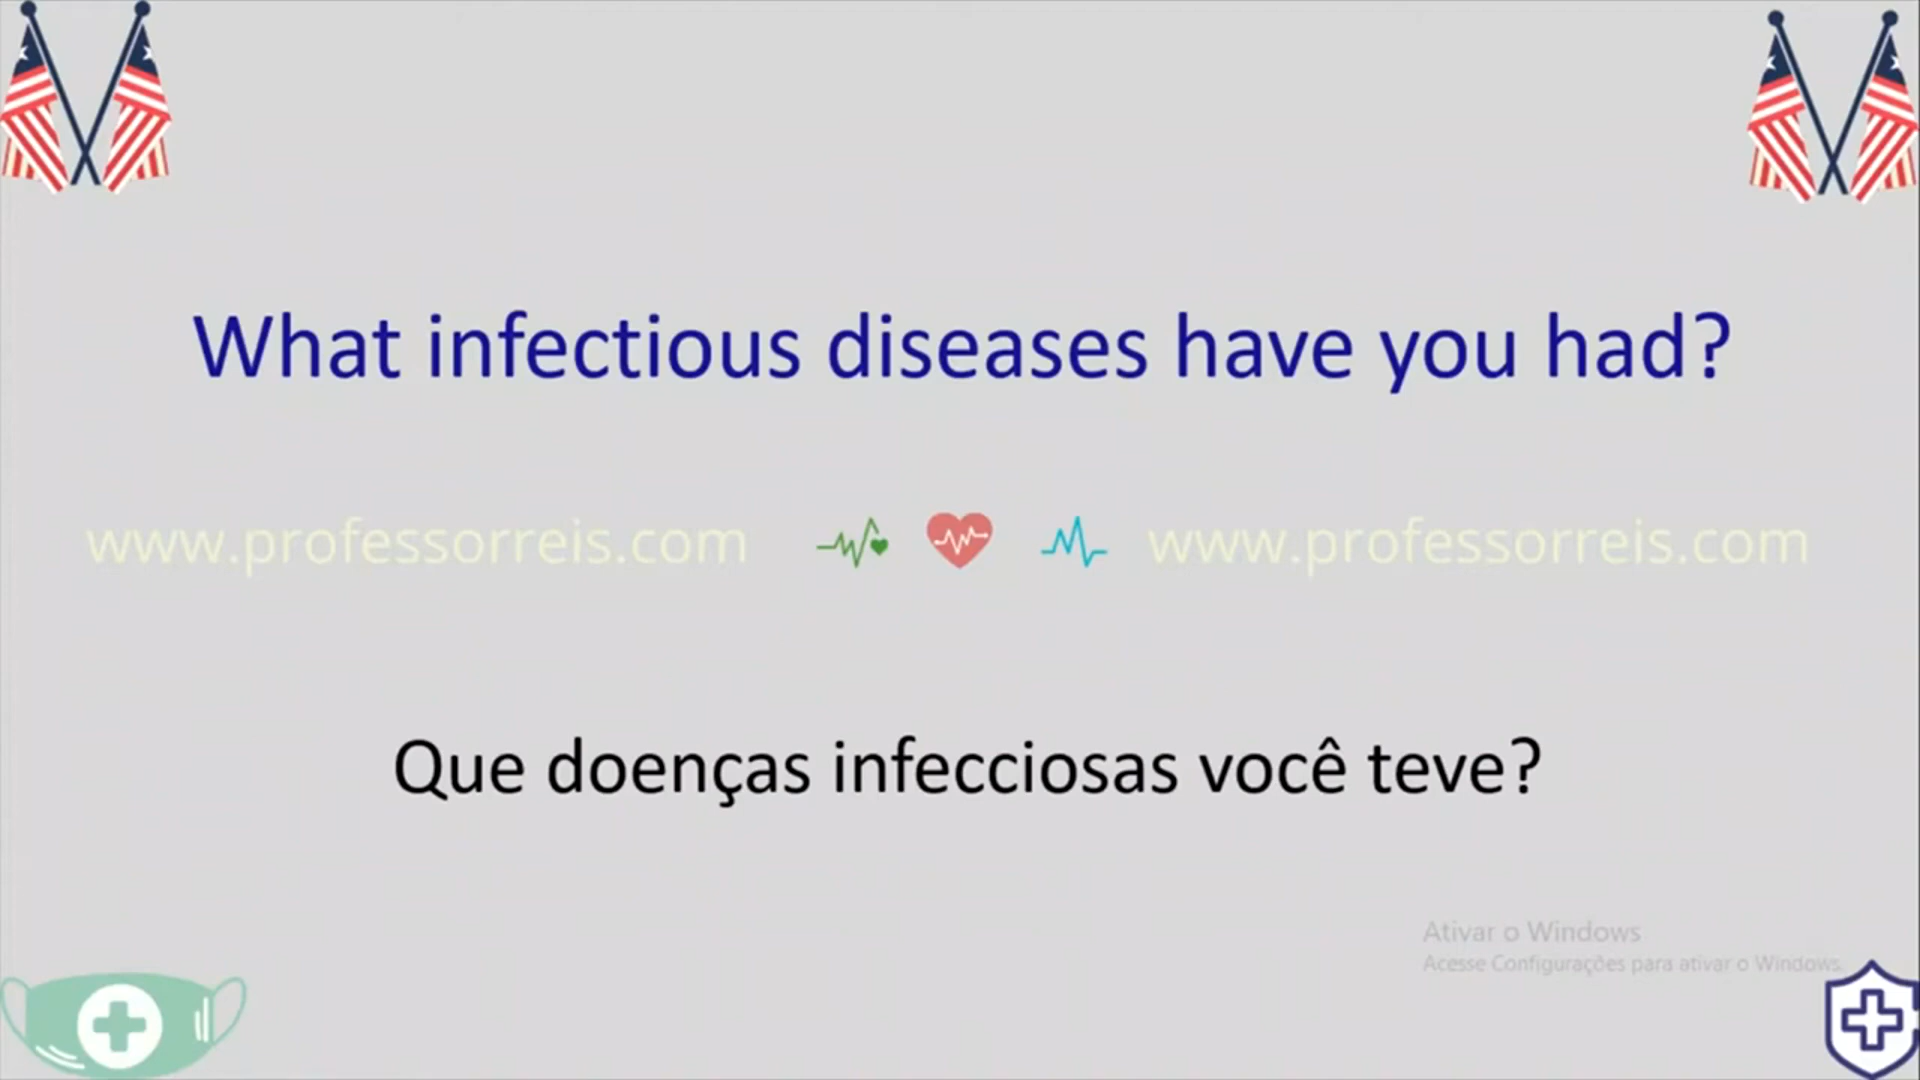 What infectious diseases have you had?
www.professorreis.com www.professorreis.com
Que doenças infecciosas você teve?
Ativar o Windows
Acesse Configurações para ativar o Windows.